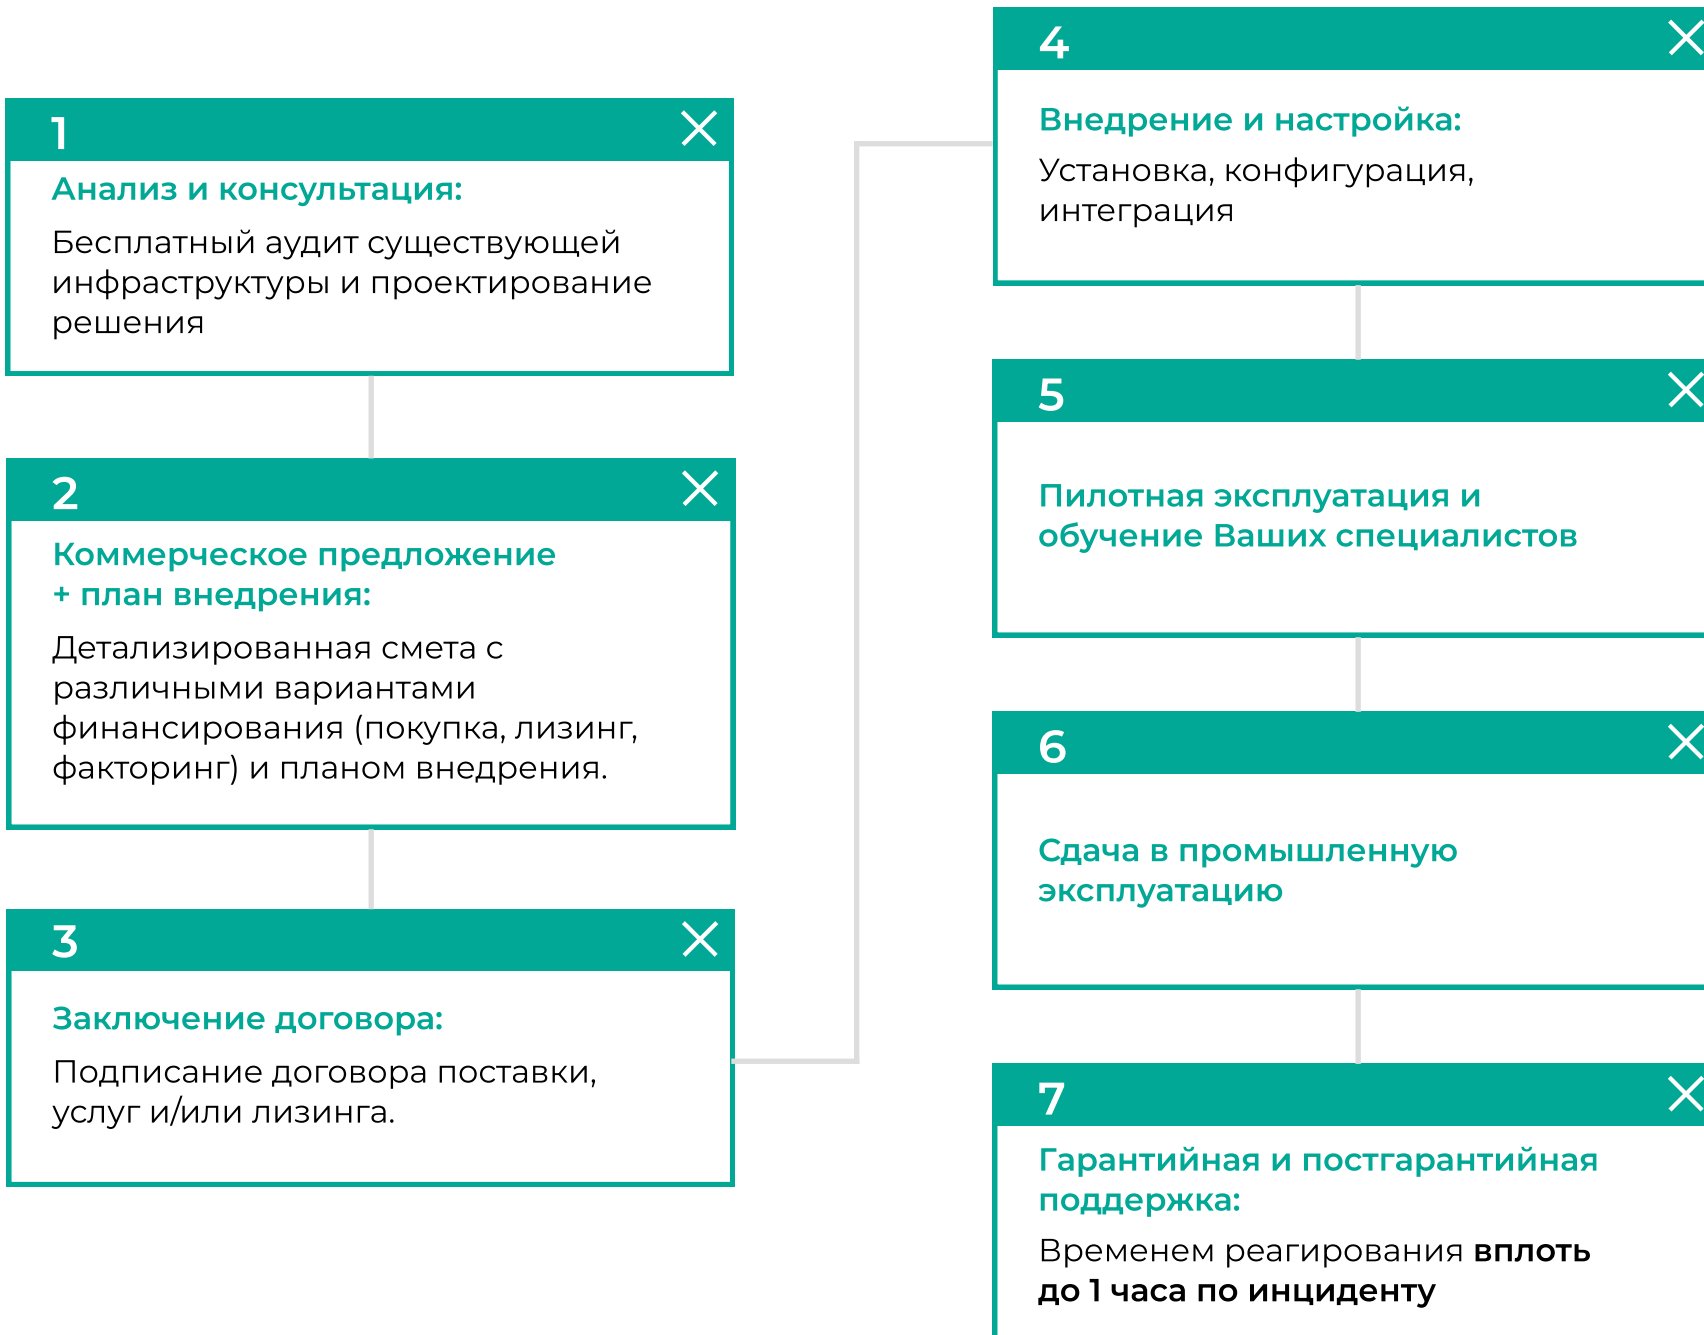 1
Анализ и консультация:
Бесплатный аудит существующей
инфраструктуры и проектирование
решения
2
Коммерческое предложение
+ план внедрения:
Детализированная смета с
различными вариантами
финансирования (покупка, лизинг,
факторинг) и планом внедрения.
3
Заключение договора:
Подписание договора поставки,
услуг и/или лизинга.
4
Внедрение и настройка:
Установка, конфигурация,
интеграция
5
Пилотная эксплуатация и
обучение Ваших специалистов
6
Сдача в промышленную
эксплуатацию
7
Гарантийная и постгарантийная
поддержка:
Временем реагирования вплоть
до 1 часа по инциденту